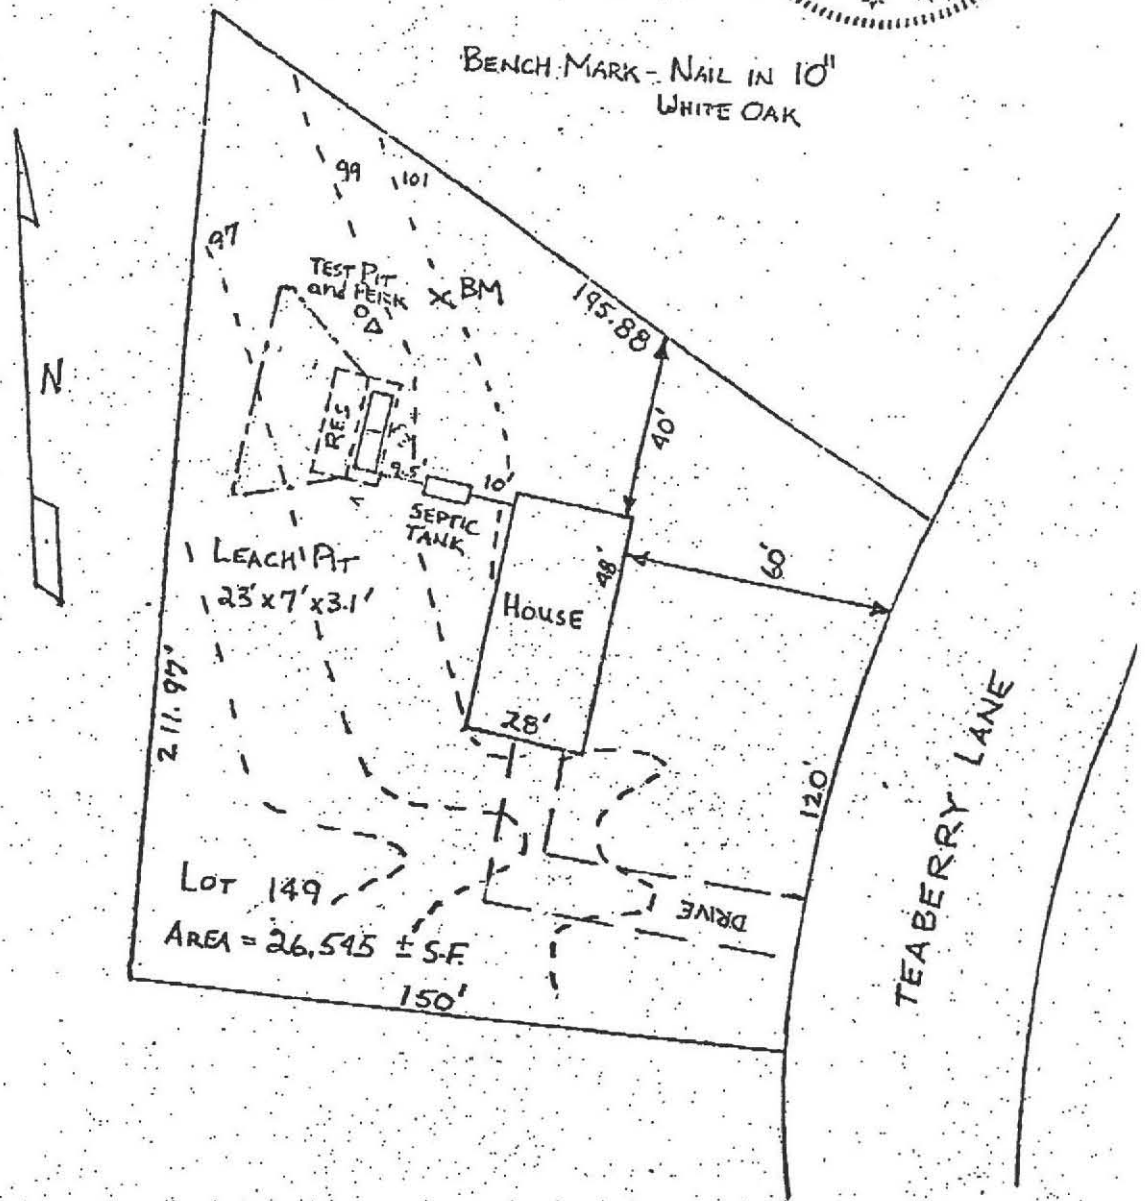 BENCH MARK - NAIL IN 10"
WHITE OAK
99
101
97
TEST PIT
and PERK
BM
195.88
N
40'
RES
9.5'
10'
SEPTIC
TANK
60'
48'
LEACH PIT
23' x 7' x 3.1'
HOUSE
211.97'
28'
120'
TEABERRY LANE
LOT 149
DRIVE
AREA = 26,545 ± S.F.
150'